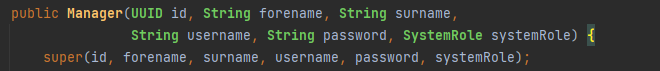 public Manager(UUID id, String forename, String surname,
String username, String password, SystemRole systemRole) {
super(id, forename, surname, username, password, systemRole);